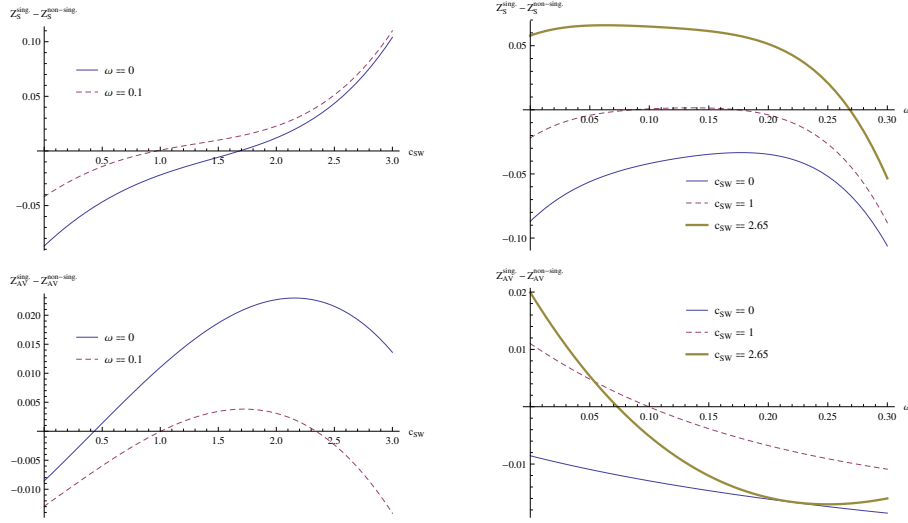 Z_S^sing. − Z_S^non-sing.
0.10
0.05
−0.05
0.5
1.0
1.5
2.0
2.5
3.0
c_SW
ω == 0
ω == 0.1
Z_S^sing. − Z_S^non-sing.
0.05
−0.05
−0.10
0.05
0.10
0.15
0.20
0.25
0.30
ω
c_SW == 0
c_SW == 1
c_SW == 2.65
Z_AV^sing. − Z_AV^non-sing.
0.020
0.015
0.010
0.005
−0.005
−0.010
0.5
1.0
1.5
2.0
2.5
3.0
c_SW
ω == 0
ω == 0.1
Z_AV^sing. − Z_AV^non-sing.
0.02
0.01
−0.01
0.05
0.10
0.15
0.20
0.25
0.30
ω
c_SW == 0
c_SW == 1
c_SW == 2.65